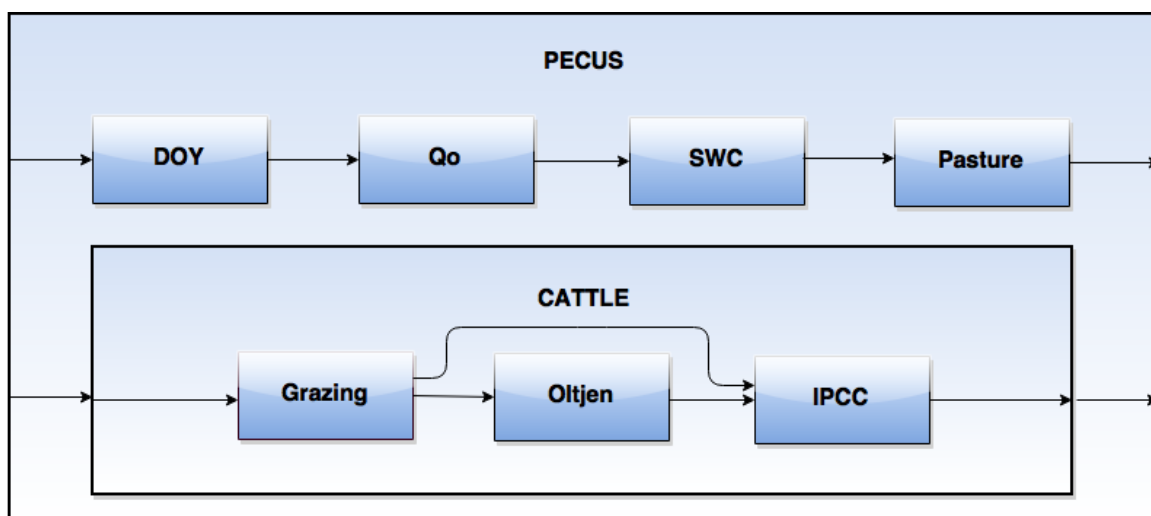 PECUS
DOY
Qo
SWC
Pasture
CATTLE
Grazing
Oltjen
IPCC